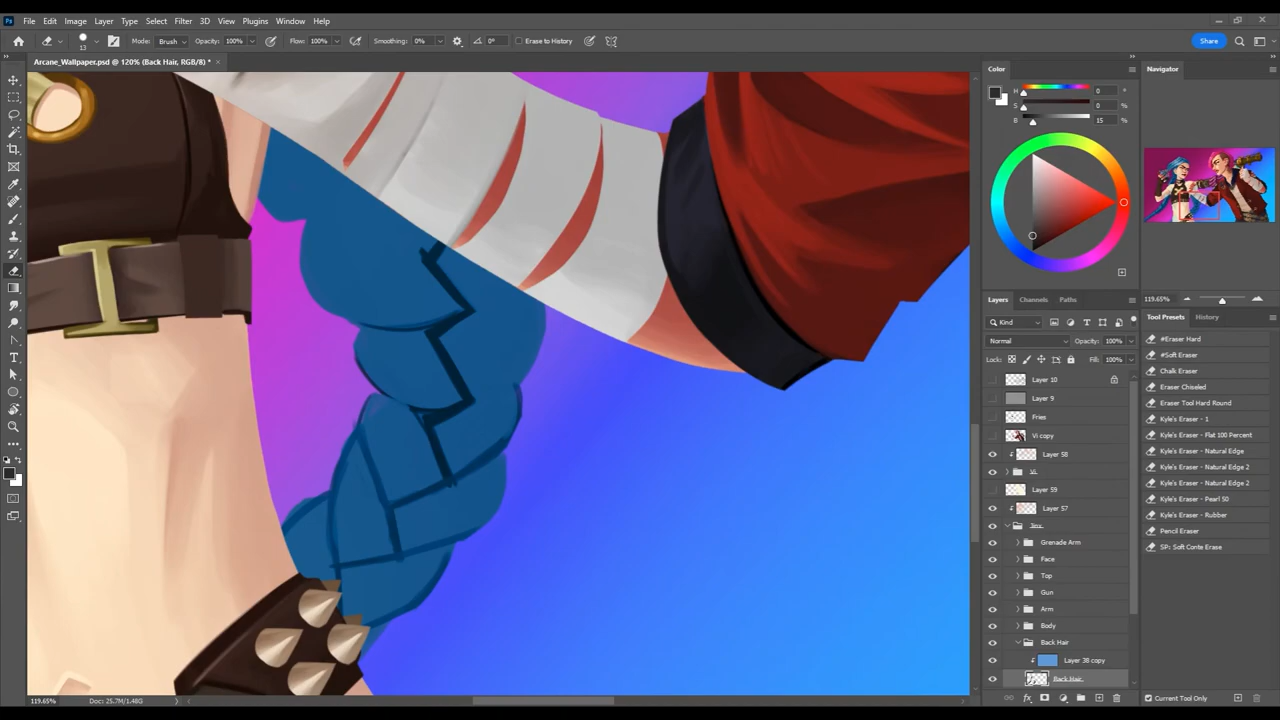 Ps File Edit Image Layer Type Select Filter 3D View Plugins Window Help
13 Mode: Brush Opacity: 100% Flow: 100% Smoothing: 0% 0° Erase to History Share
Arcane_Wallpaper.psd @ 120% (Back Hair, RGB/8) * ×
Color
H 0 °
S 0 %
B 15 %
Navigator
119.65%
Layers Channels Paths
Kind
Normal Opacity: 100%
Lock: Fill: 100%
Layer 10
Layer 9
Fries
Vi copy
Layer 58
Vi
Layer 59
Layer 57
Jinx
Grenade Arm
Face
Top
Gun
Arm
Body
Back Hair
Layer 38 copy
Back Hair
Tool Presets History
#Eraser Hard
#Soft Eraser
Chalk Eraser
Eraser Chiseled
Eraser Tool Hard Round
Kyle's Eraser - 1
Kyle's Eraser - Flat 100 Percent
Kyle's Eraser - Natural Edge
Kyle's Eraser - Natural Edge 2
Kyle's Eraser - Natural Edge 2
Kyle's Eraser - Pearl 50
Kyle's Eraser - Rubber
Pencil Eraser
SP: Soft Conte Erase
Current Tool Only
119.65% Doc: 25.7M/1.48G